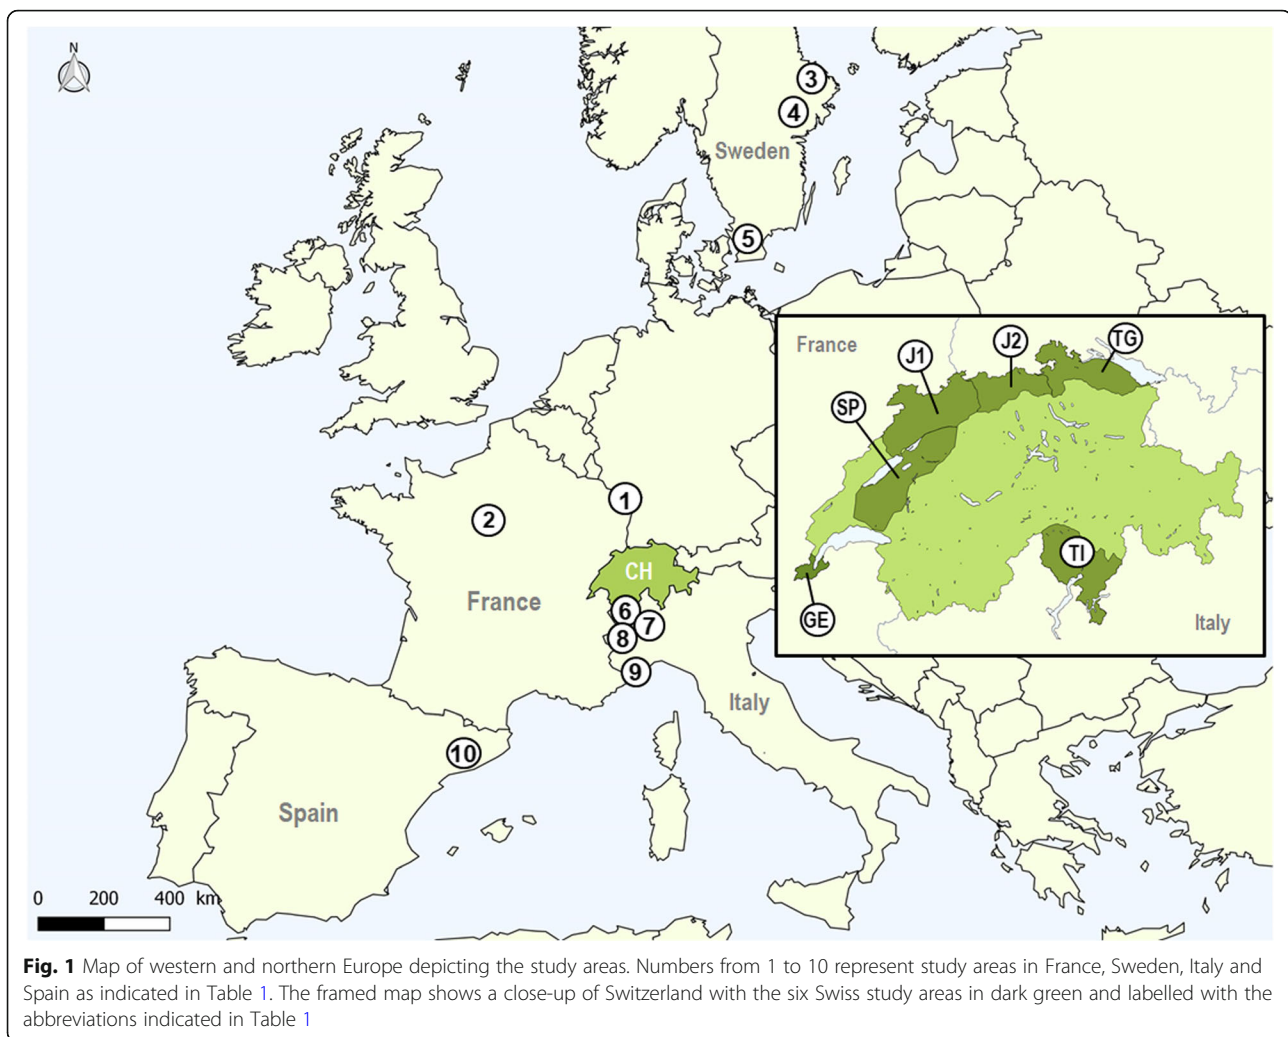 N
3
4
Sweden
5
France
J1
J2
TG
SP
TI
GE
Italy
1
2
CH
France
6
7
8
9
Italy
10
Spain
0 200 400 km
Fig. 1 Map of western and northern Europe depicting the study areas. Numbers from 1 to 10 represent study areas in France, Sweden, Italy and
Spain as indicated in Table 1. The framed map shows a close-up of Switzerland with the six Swiss study areas in dark green and labelled with the
abbreviations indicated in Table 1